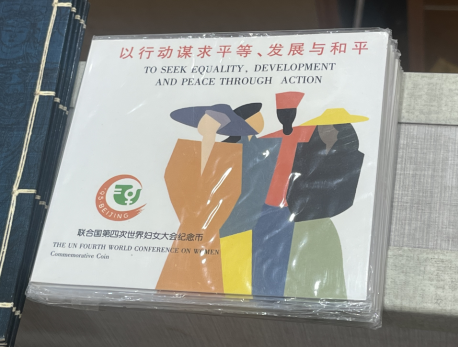 以行动谋求平等、发展与和平
TO SEEK EQUALITY, DEVELOPMENT
AND PEACE THROUGH ACTION
'95·BEIJING
联合国第四次世界妇女大会纪念币
THE UN FOURTH WORLD CONFERENCE ON WOMEN
Commemorative Coin